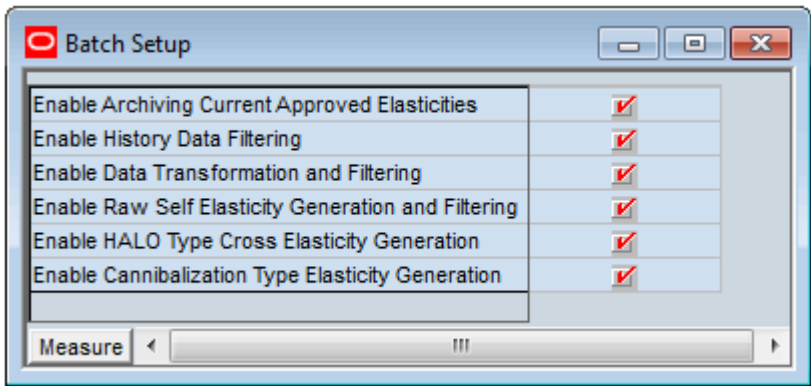 Batch Setup
Enable Archiving Current Approved Elasticities
Enable History Data Filtering
Enable Data Transformation and Filtering
Enable Raw Self Elasticity Generation and Filtering
Enable HALO Type Cross Elasticity Generation
Enable Cannibalization Type Elasticity Generation
Measure